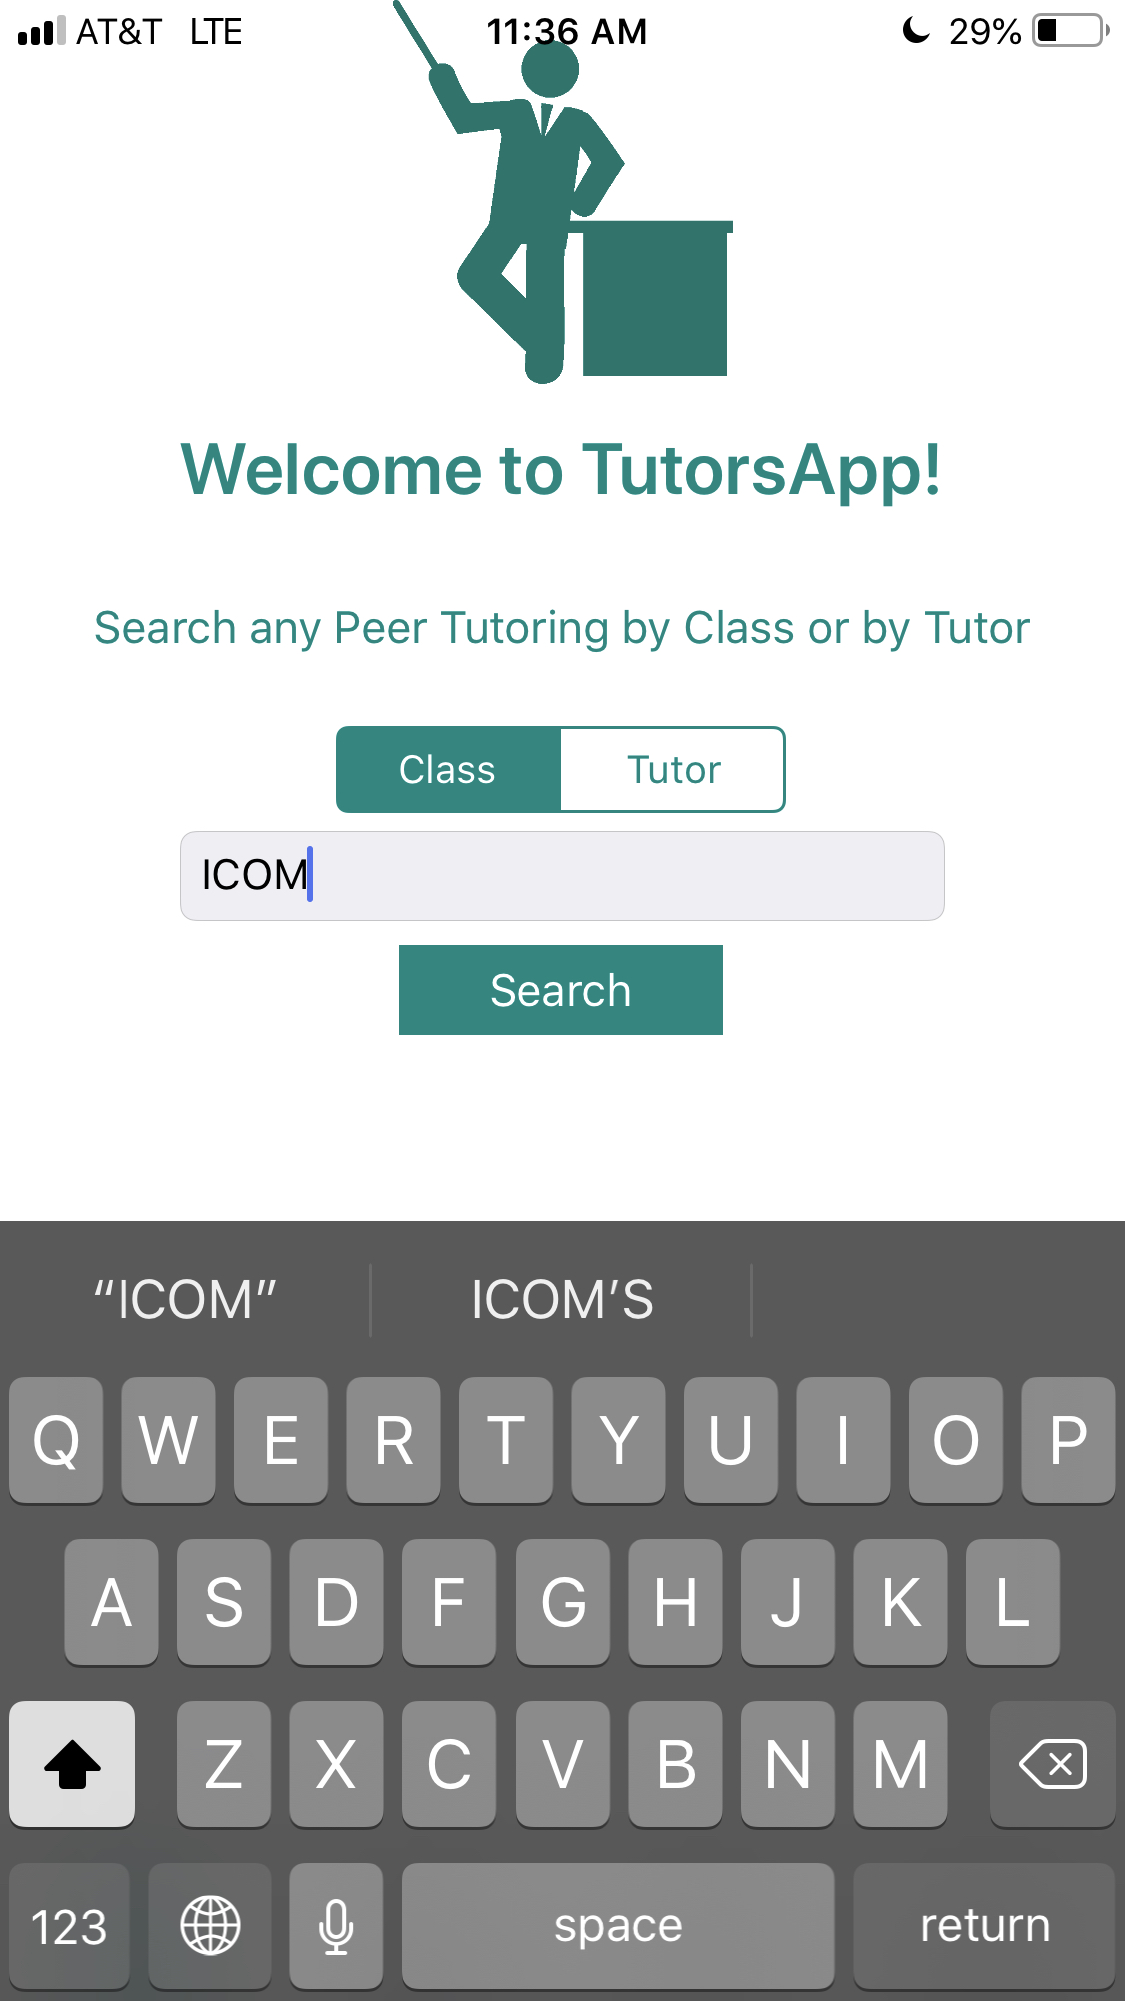 AT&T LTE 11:36 AM 29%
Welcome to TutorsApp!
Search any Peer Tutoring by Class or by Tutor
Class Tutor
ICOM
Search
“ICOM” ICOM’S
Q W E R T Y U I O P
A S D F G H J K L
Z X C V B N M
123 space return